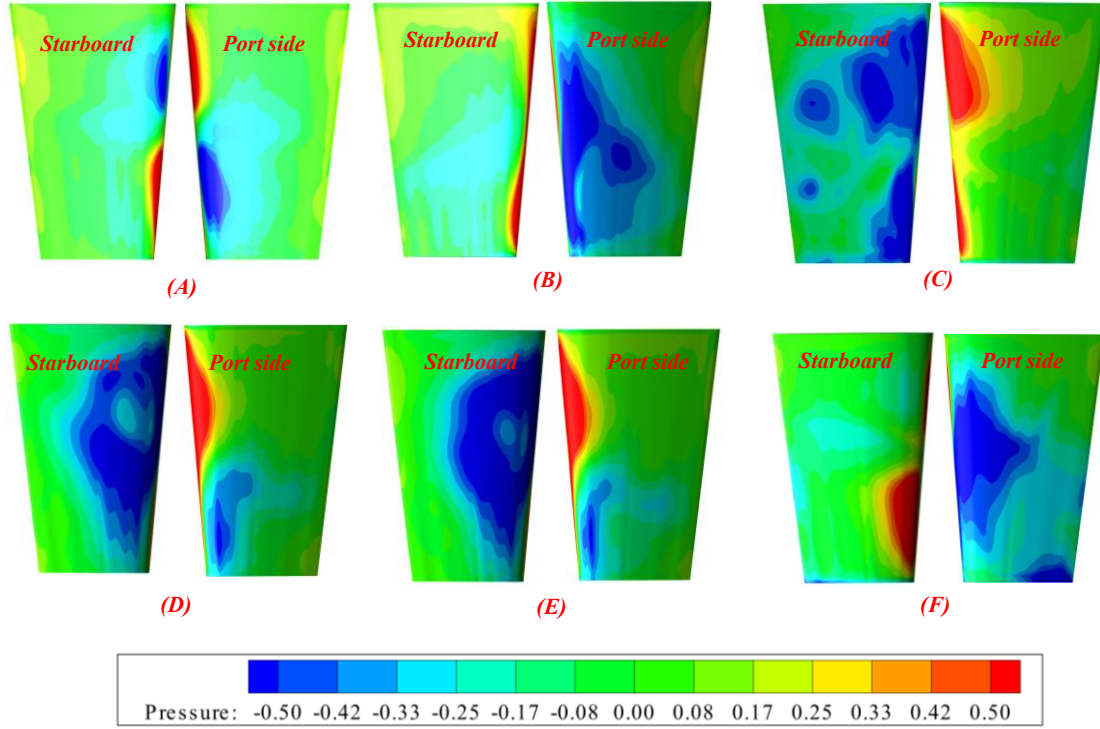 Starboard Port side Starboard Port side Starboard Port side
(A) (B) (C)
Starboard Port side Starboard Port side Starboard Port side
(D) (E) (F)
Pressure: -0.50 -0.42 -0.33 -0.25 -0.17 -0.08 0.00 0.08 0.17 0.25 0.33 0.42 0.50